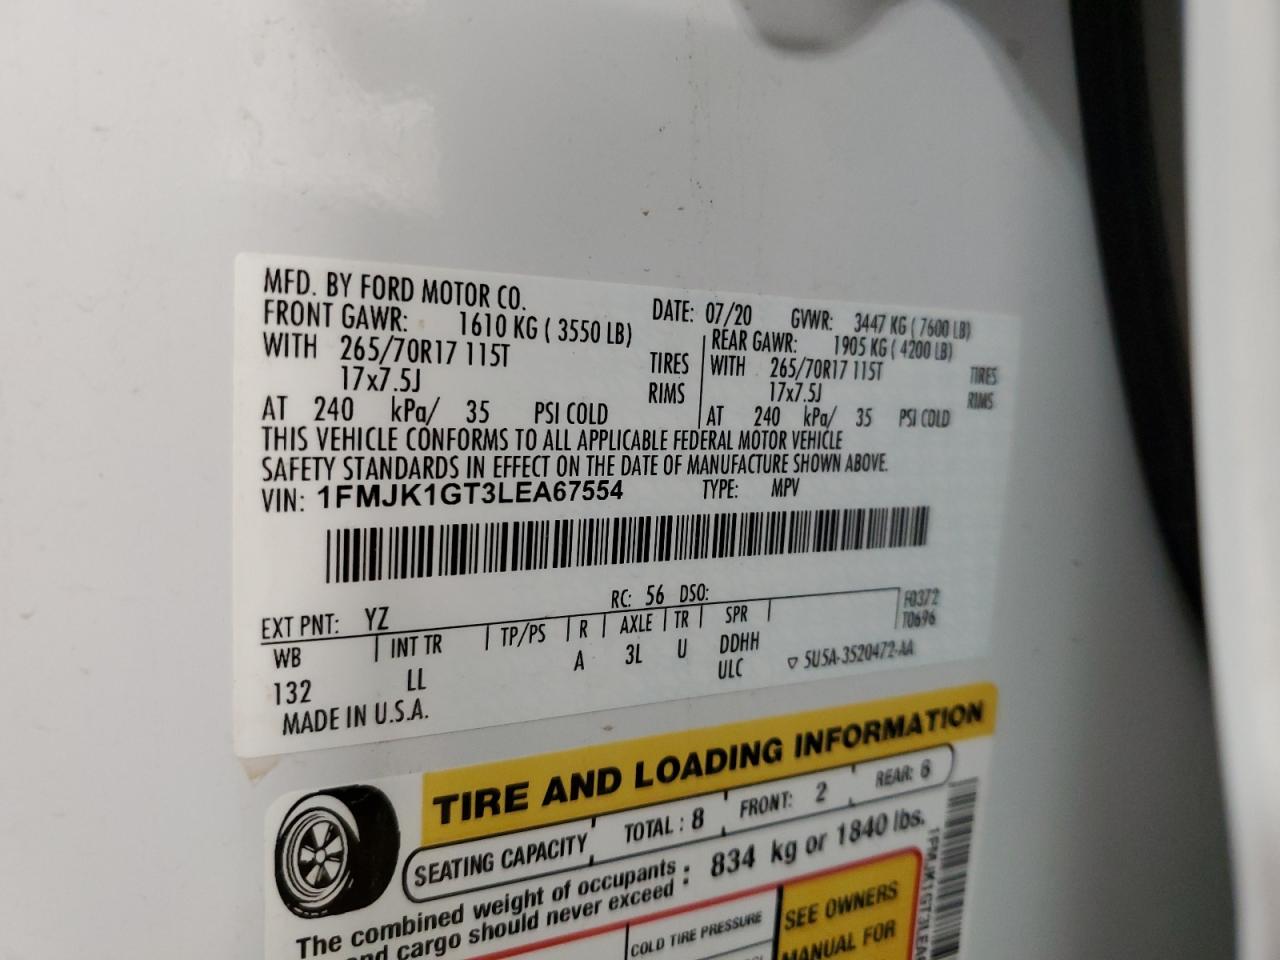 MFD. BY FORD MOTOR CO. DATE: 07/20 GVWR: 3447 KG ( 7600 LB)
FRONT GAWR: 1610 KG ( 3550 LB) REAR GAWR: 1905 KG ( 4200 LB)
WITH 265/70R17 115T TIRES WITH 265/70R17 115T TIRES
17x7.5J RIMS 17x7.5J RIMS
AT 240 kPa/ 35 PSI COLD AT 240 kPa/ 35 PSI COLD
THIS VEHICLE CONFORMS TO ALL APPLICABLE FEDERAL MOTOR VEHICLE
SAFETY STANDARDS IN EFFECT ON THE DATE OF MANUFACTURE SHOWN ABOVE.
VIN: 1FMJK1GT3LEA67554 TYPE: MPV
EXT PNT: YZ RC: 56 DSO: F0372
WB INT TR TP/PS R AXLE TR SPR T0696
132 LL A 3L U DDHH
ULC ▽ 5U5A-3520472-AA
MADE IN U.S.A.
TIRE AND LOADING INFORMATION
SEATING CAPACITY TOTAL : 8 FRONT: 2 REAR: 6
The combined weight of occupants : 834 kg or 1840 lbs.
and cargo should never exceed
COLD TIRE PRESSURE
SEE OWNERS
MANUAL FOR
1FMJK1GT3LEA